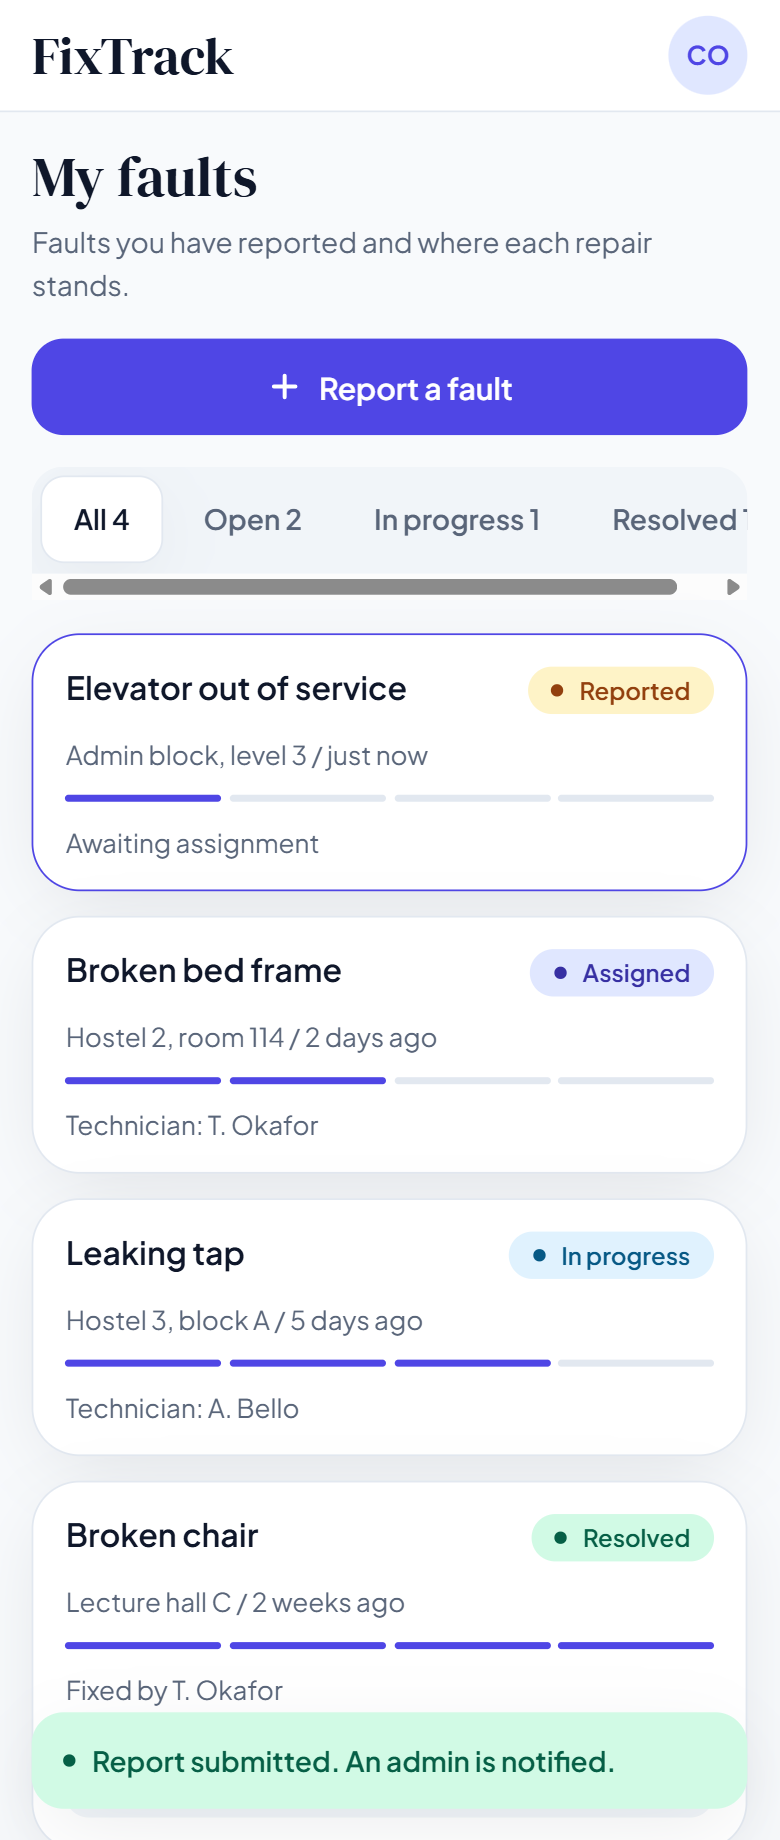 FixTrack
CO
My faults
Faults you have reported and where each repair
stands.
+ Report a fault
All 4
Open 2
In progress 1
Resolved 1
Elevator out of service
Reported
Admin block, level 3 / just now
Awaiting assignment
Broken bed frame
Assigned
Hostel 2, room 114 / 2 days ago
Technician: T. Okafor
Leaking tap
In progress
Hostel 3, block A / 5 days ago
Technician: A. Bello
Broken chair
Resolved
Lecture hall C / 2 weeks ago
Fixed by T. Okafor
Report submitted. An admin is notified.